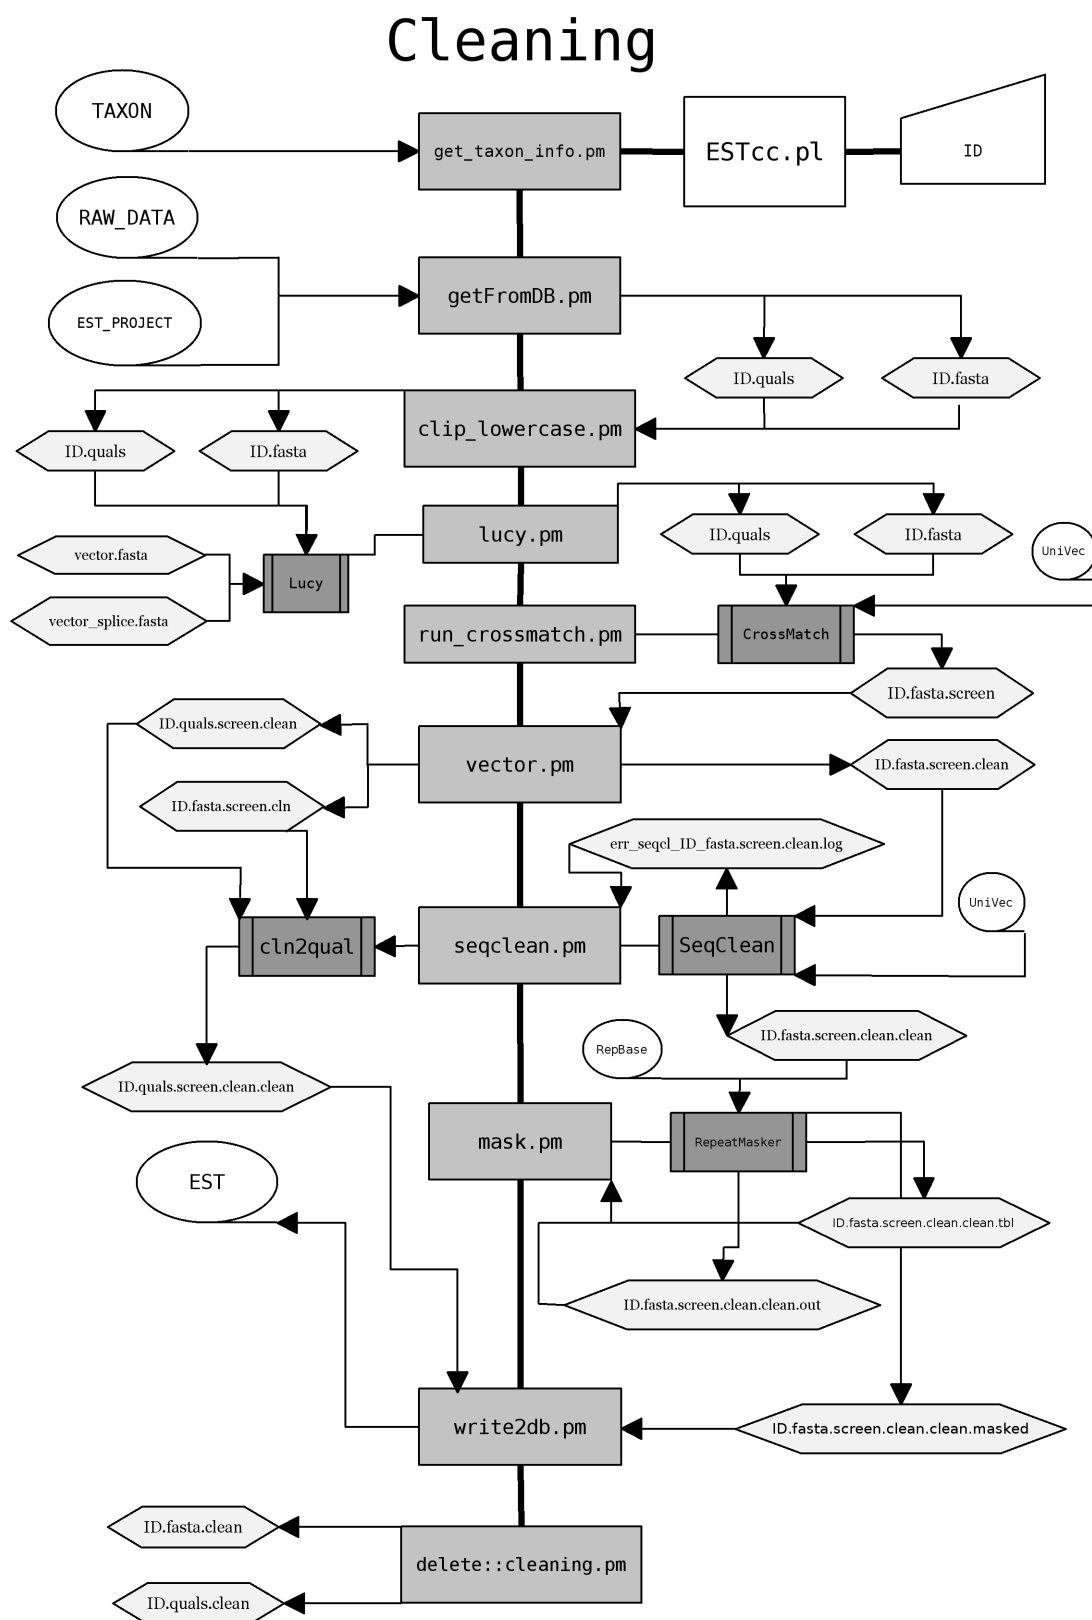 Cleaning
TAXON
get_taxon_info.pm
ESTcc.pl
ID
RAW_DATA
getFromDB.pm
EST_PROJECT
ID.quals
ID.fasta
clip_lowercase.pm
ID.quals
ID.fasta
lucy.pm
ID.quals
ID.fasta
UniVec
vector.fasta
Lucy
vector_splice.fasta
run_crossmatch.pm
CrossMatch
ID.fasta.screen
ID.quals.screen.clean
vector.pm
ID.fasta.screen.clean
ID.fasta.screen.cln
err_seqcl_ID_fasta.screen.clean.log
UniVec
cln2qual
seqclean.pm
SeqClean
ID.fasta.screen.clean.clean
RepBase
ID.quals.screen.clean.clean
mask.pm
RepeatMasker
EST
ID.fasta.screen.clean.clean.tbl
ID.fasta.screen.clean.clean.out
write2db.pm
ID.fasta.screen.clean.clean.masked
ID.fasta.clean
delete::cleaning.pm
ID.quals.clean